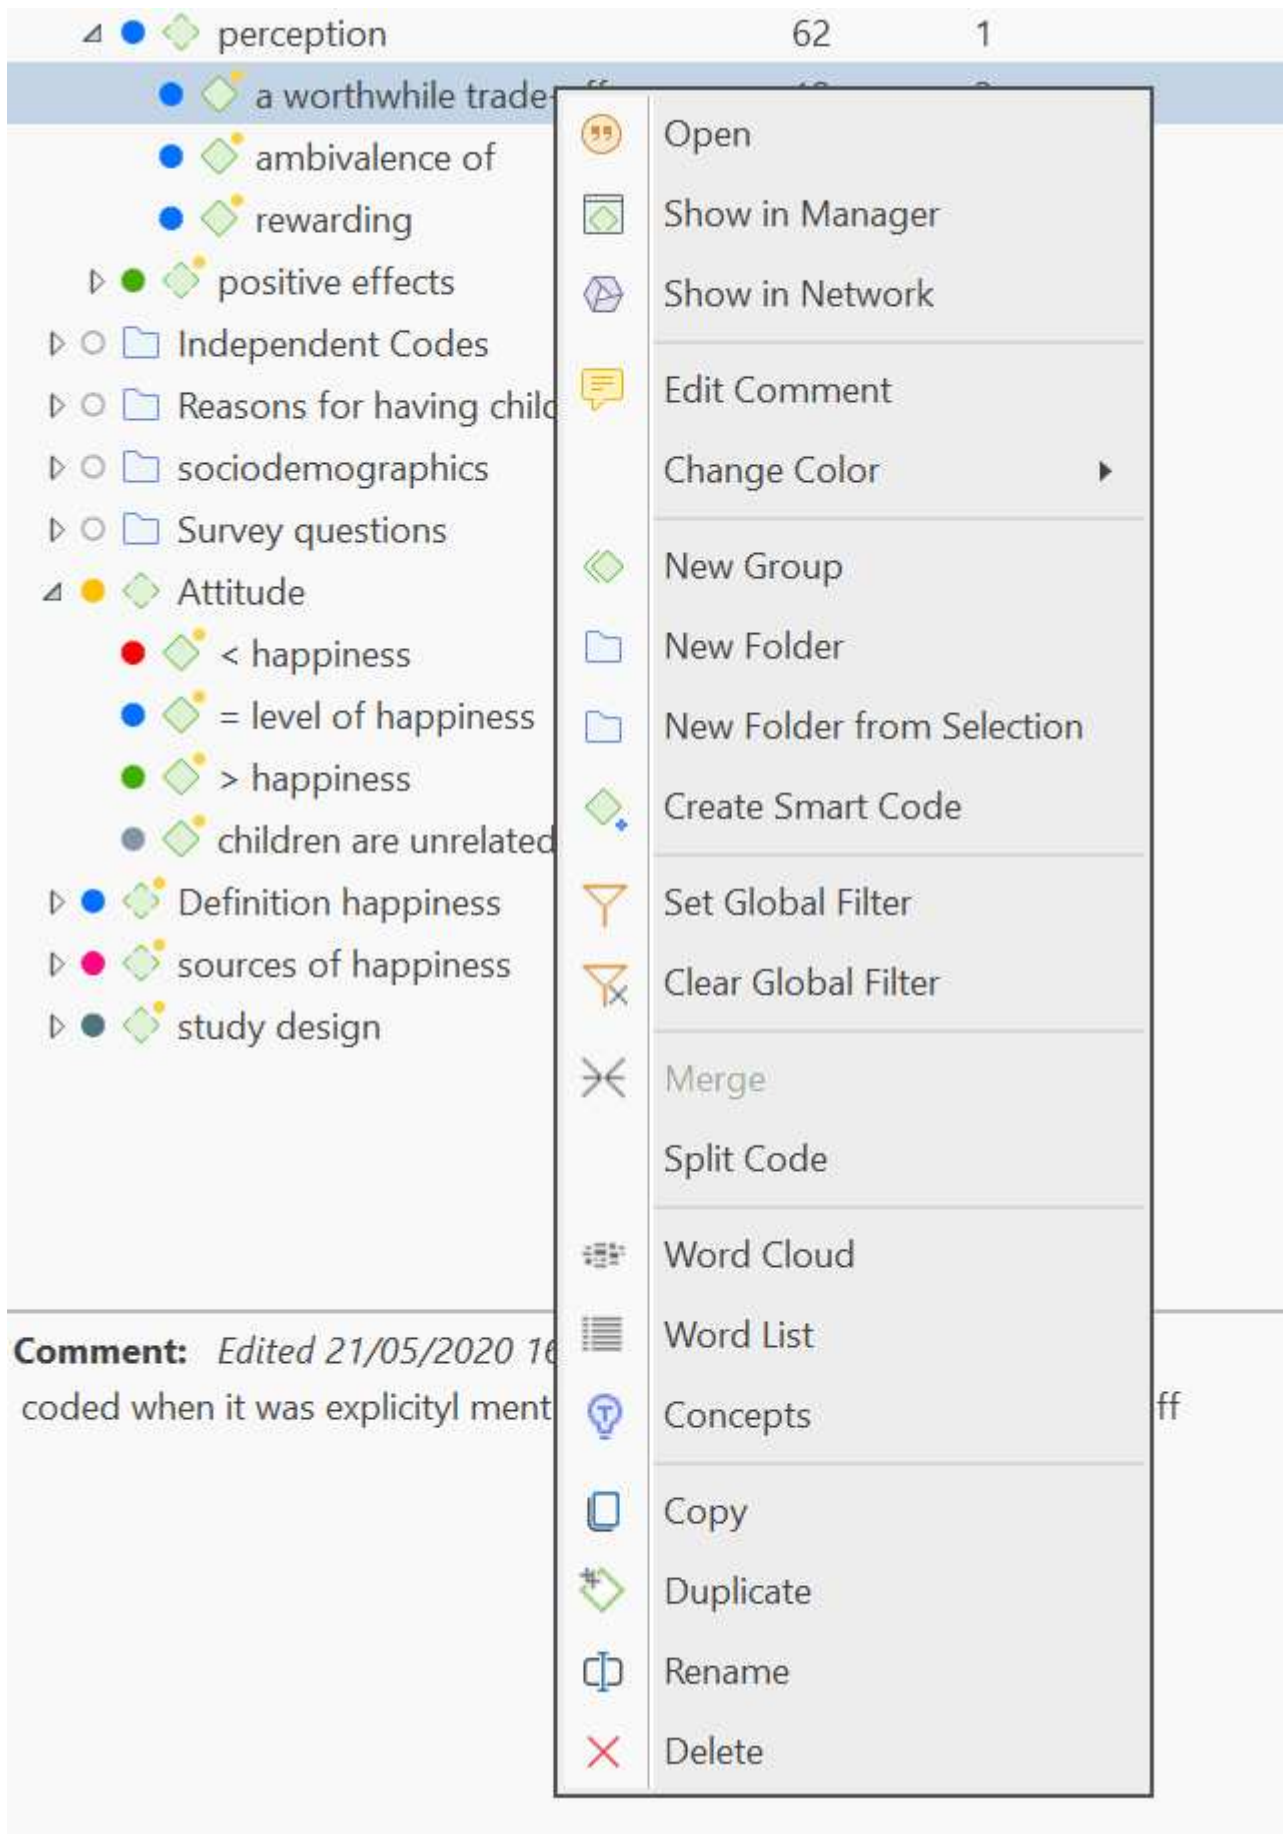 perception 62 1
a worthwhile trade-
ambivalence of
rewarding
positive effects
Independent Codes
Reasons for having chil
sociodemographics
Survey questions
Attitude
< happiness
= level of happiness
> happiness
children are unrelated
Definition happiness
sources of happiness
study design
Comment: Edited 21/05/2020 16
coded when it was explicityl ment ff
Open
Show in Manager
Show in Network
Edit Comment
Change Color
New Group
New Folder
New Folder from Selection
Create Smart Code
Set Global Filter
Clear Global Filter
Merge
Split Code
Word Cloud
Word List
Concepts
Copy
Duplicate
Rename
Delete